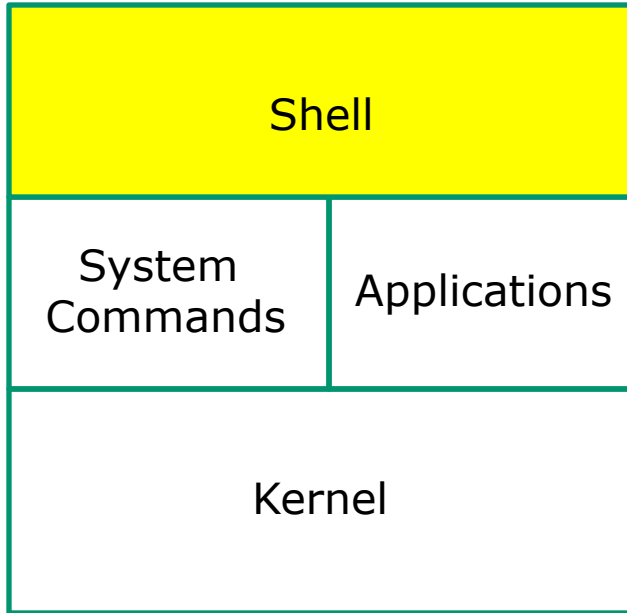 Shell
System
Commands
Applications
Kernel